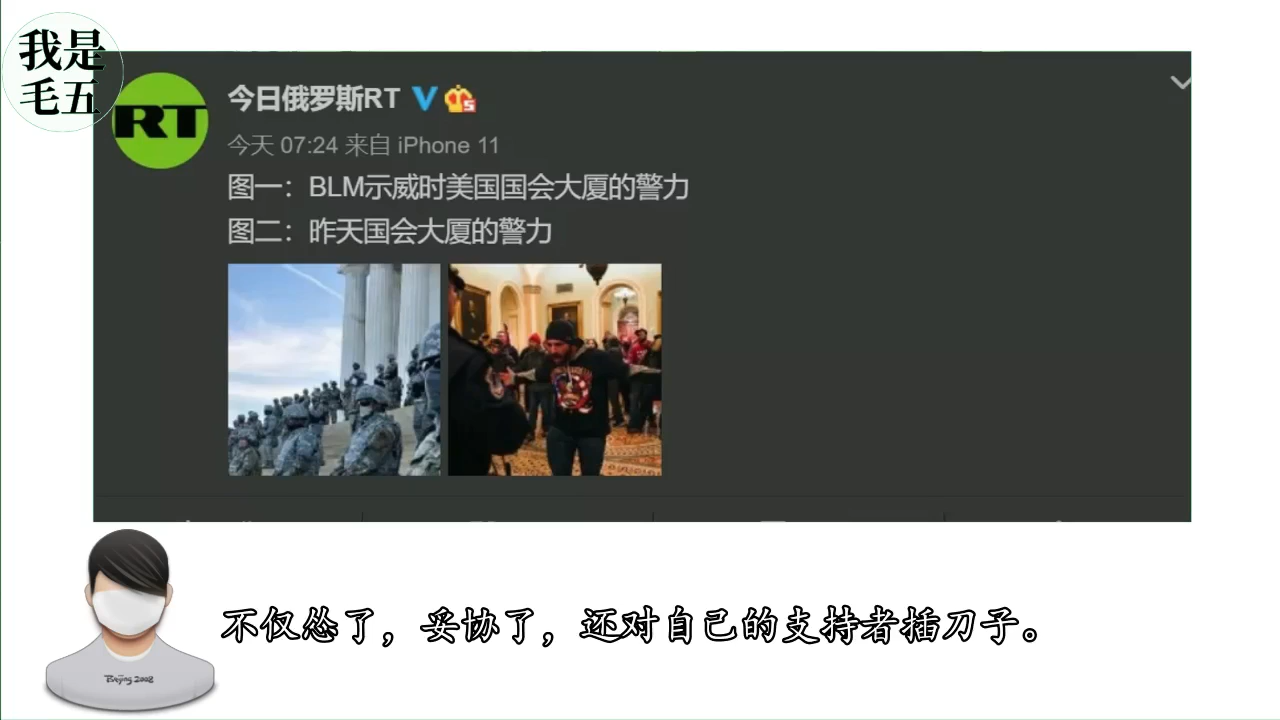 我是
毛五
RT
今日俄罗斯RT
今天 07:24 来自 iPhone 11
图一：BLM示威时美国国会大厦的警力
图二：昨天国会大厦的警力
不仅怂了，妥协了，还对自己的支持者插刀子。
Beijing 2008